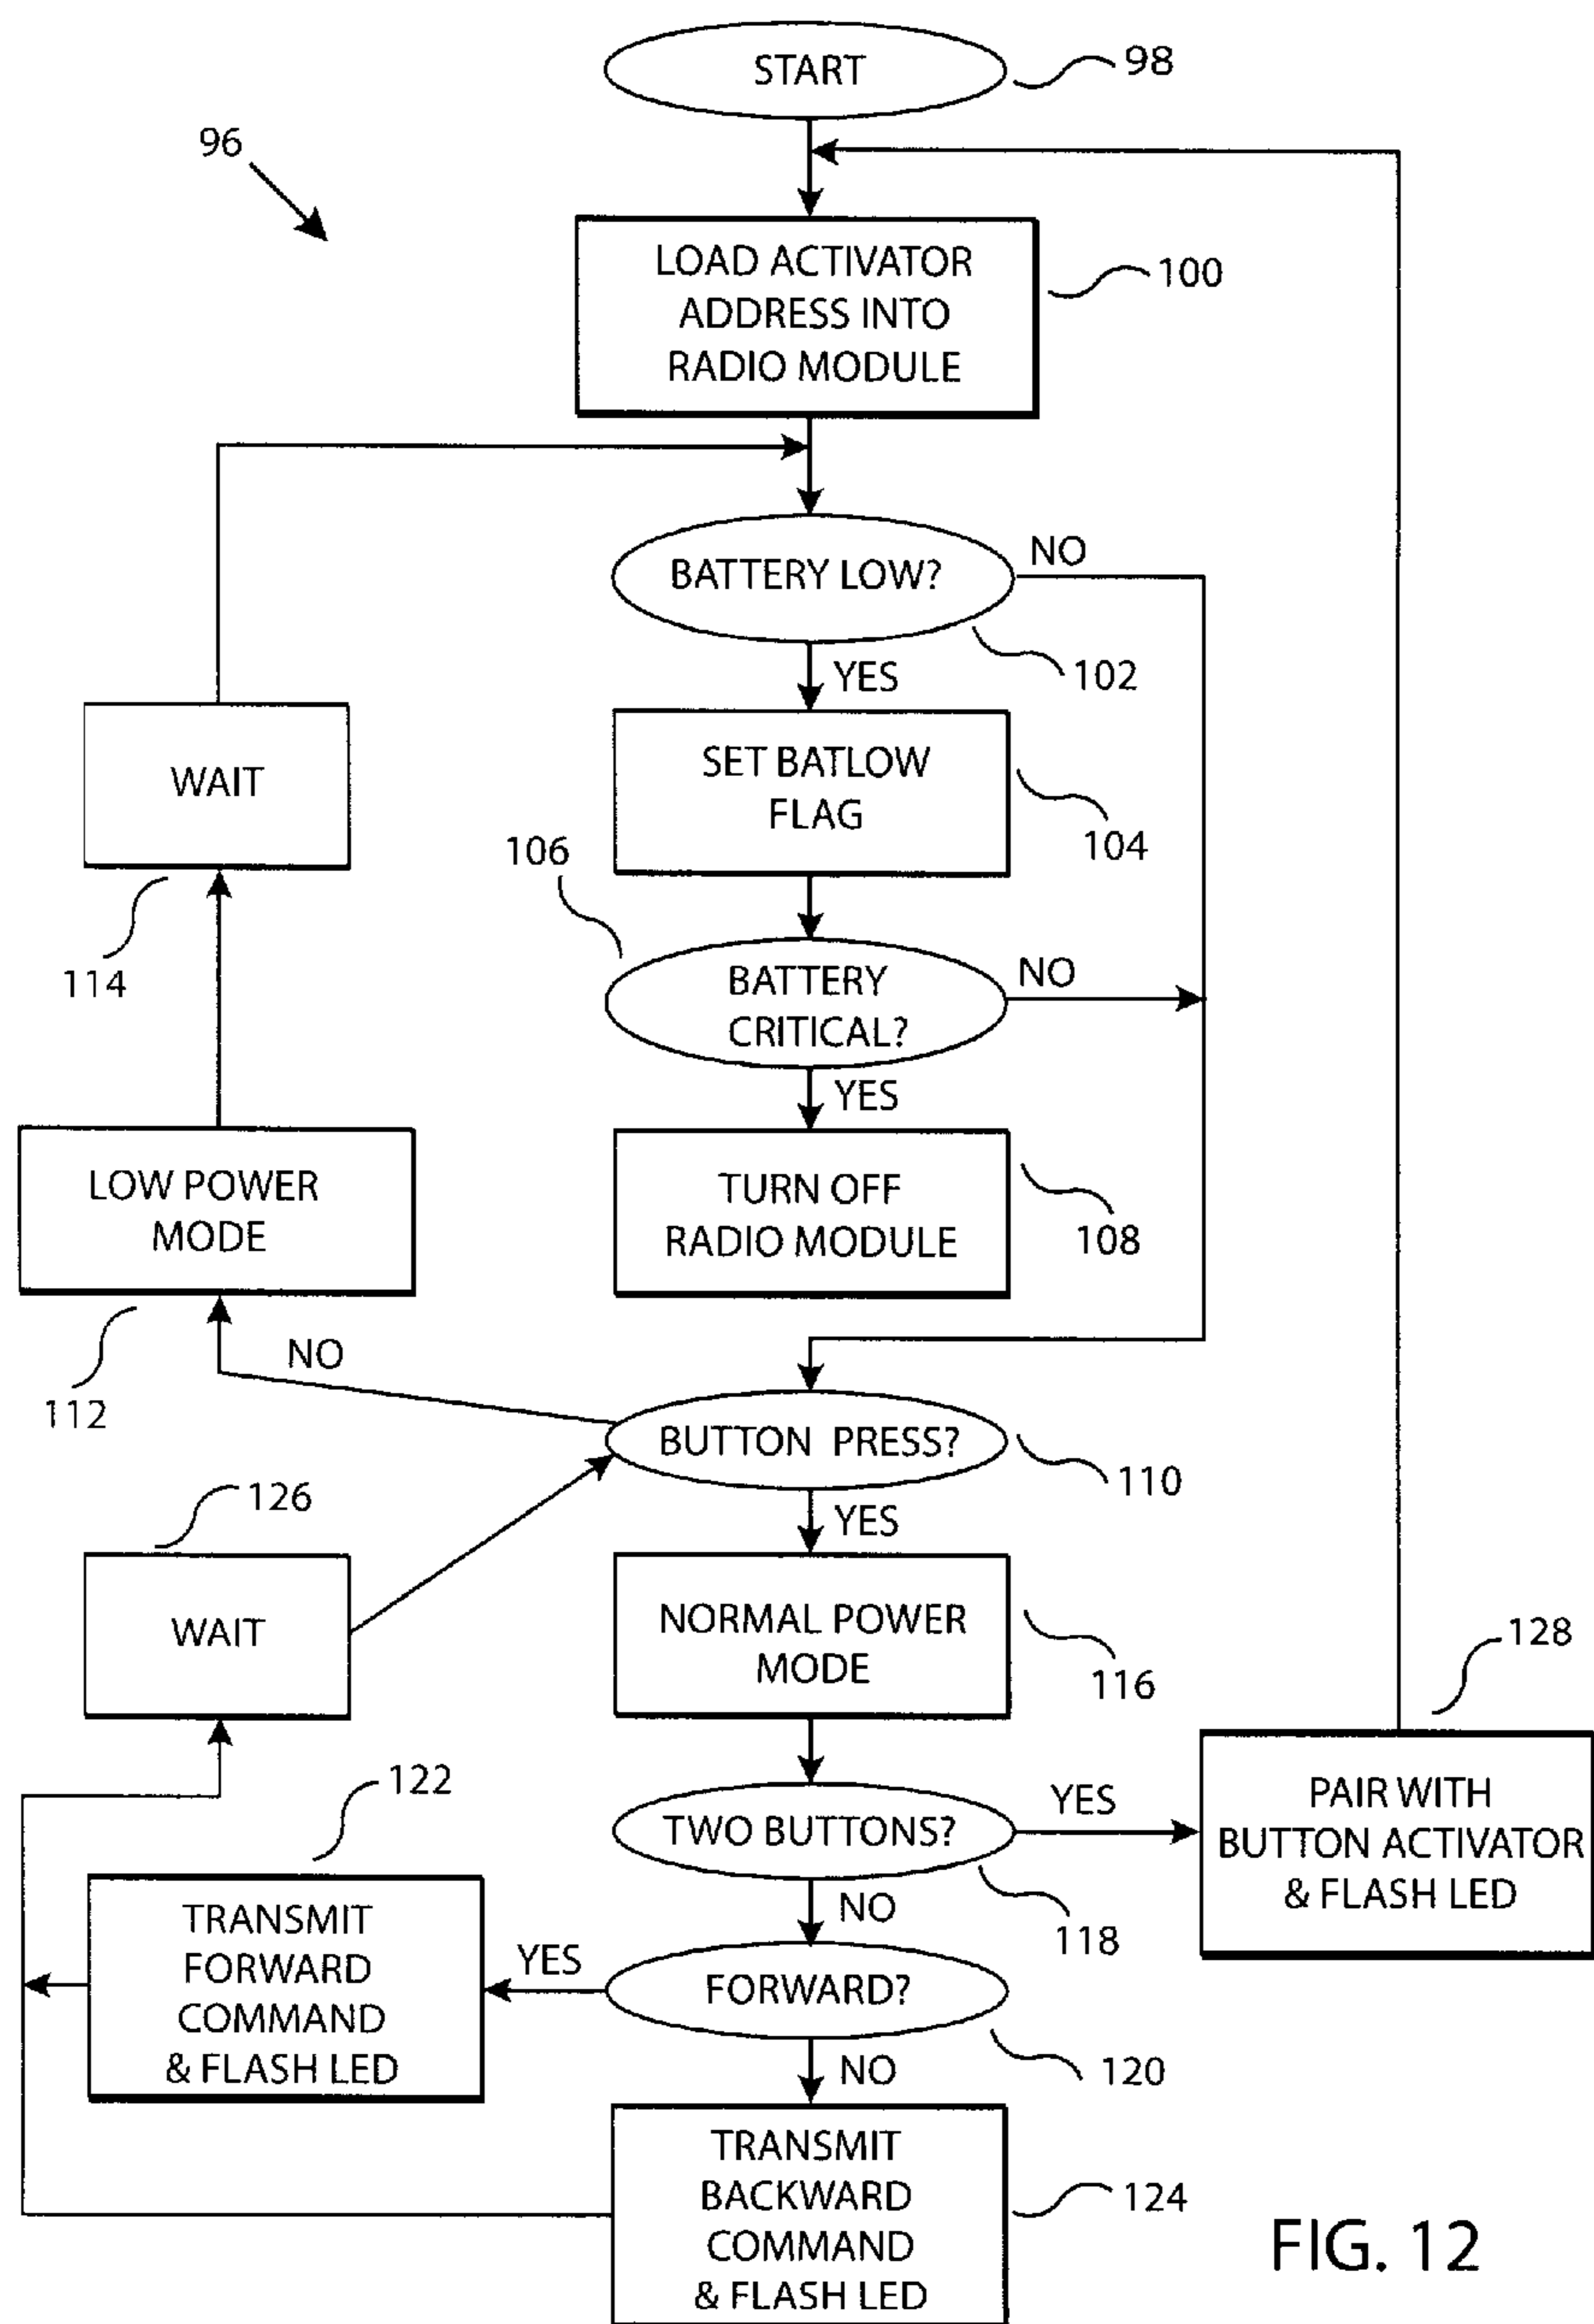 START
98
96
LOAD ACTIVATOR
ADDRESS INTO
RADIO MODULE
100
BATTERY LOW?
NO
102
YES
SET BATLOW
FLAG
104
WAIT
114
106
BATTERY
CRITICAL?
NO
YES
TURN OFF
RADIO MODULE
108
LOW POWER
MODE
112
NO
BUTTON PRESS?
110
YES
126
WAIT
NORMAL POWER
MODE
116
128
TWO BUTTONS?
YES
118
PAIR WITH
BUTTON ACTIVATOR
& FLASH LED
NO
122
TRANSMIT
FORWARD
COMMAND
& FLASH LED
YES
FORWARD?
120
NO
TRANSMIT
BACKWARD
COMMAND
& FLASH LED
124
FIG. 12